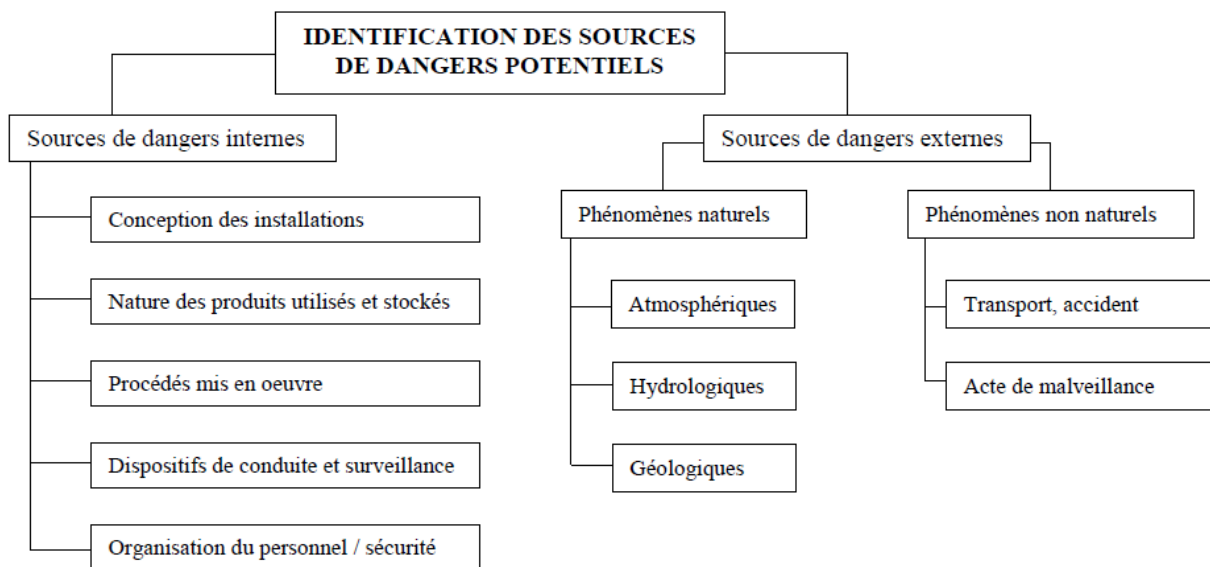 IDENTIFICATION DES SOURCES
DE DANGERS POTENTIELS
Sources de dangers internes
Conception des installations
Nature des produits utilisés et stockés
Procédés mis en oeuvre
Dispositifs de conduite et surveillance
Organisation du personnel / sécurité
Sources de dangers externes
Phénomènes naturels
Atmosphériques
Hydrologiques
Géologiques
Phénomènes non naturels
Transport, accident
Acte de malveillance